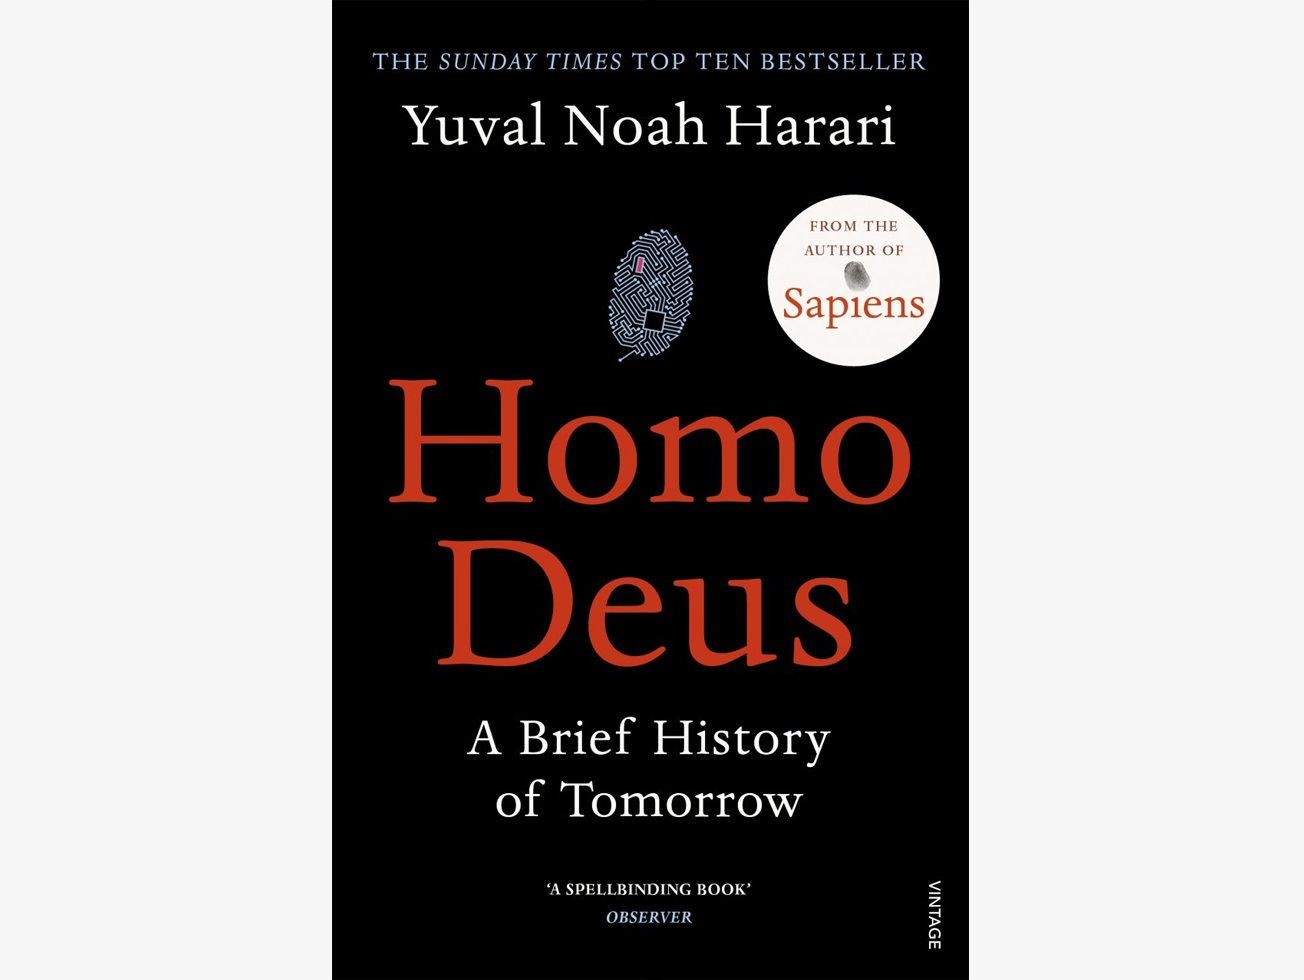 THE SUNDAY TIMES TOP TEN BESTSELLER
Yuval Noah Harari
FROM THE
AUTHOR OF
Sapiens
Homo
Deus
A Brief History
of Tomorrow
‘A SPELLBINDING BOOK’
OBSERVER
VINTAGE